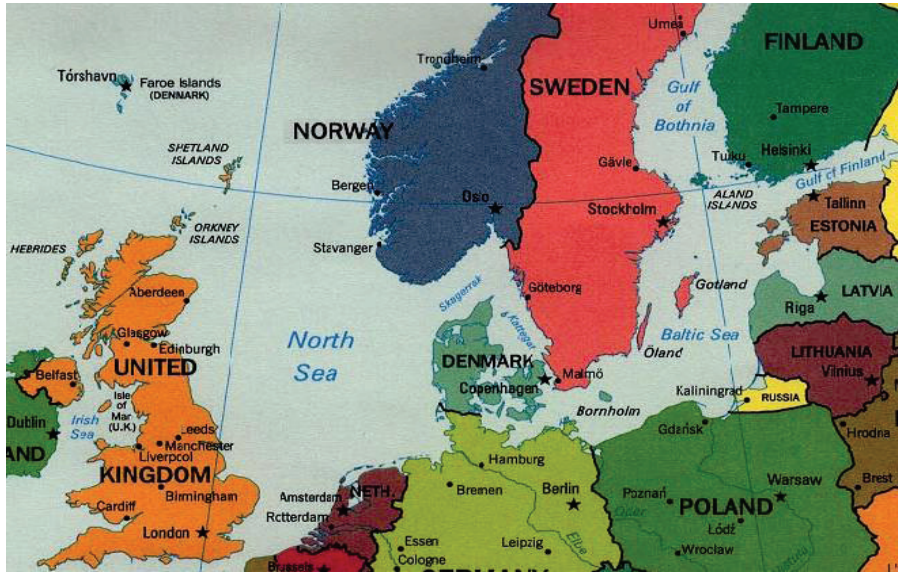 Umeå
FINLAND
Trondheim
Tórshavn
Faroe Islands
(DENMARK)
SWEDEN
Gulf
of
Bothnia
Tampere
NORWAY
SHETLAND
ISLANDS
Gävle
Turku
Helsinki
Gulf of Finland
Bergen
Oslo
ALAND
ISLANDS
Tallinn
Stockholm
ESTONIA
ORKNEY
ISLANDS
HEBRIDES
Stavanger
Skagerrak
Göteborg
Gotland
Aberdeen
Riga
LATVIA
Kattegat
Glasgow
Edinburgh
North
Sea
Baltic Sea
Öland
UNITED
DENMARK
LITHUANIA
Vilnius
Belfast
Copenhagen
Malmö
Kaliningrad
RUSSIA
Isle
of
Man
(U.K.)
Dublin
Irish
Sea
Bornholm
Gdańsk
Hrodna
AND
Leeds
Manchester
Liverpool
Hamburg
KINGDOM
Birmingham
Bremen
Berlin
Warsaw
Brest
Amsterdam
NETH
Poznań
POLAND
Cardiff
Rotterdam
Oder
Łódź
London
Essen
Leipzig
Elbe
Wrocław
Brussels
Cologne
GERMANY